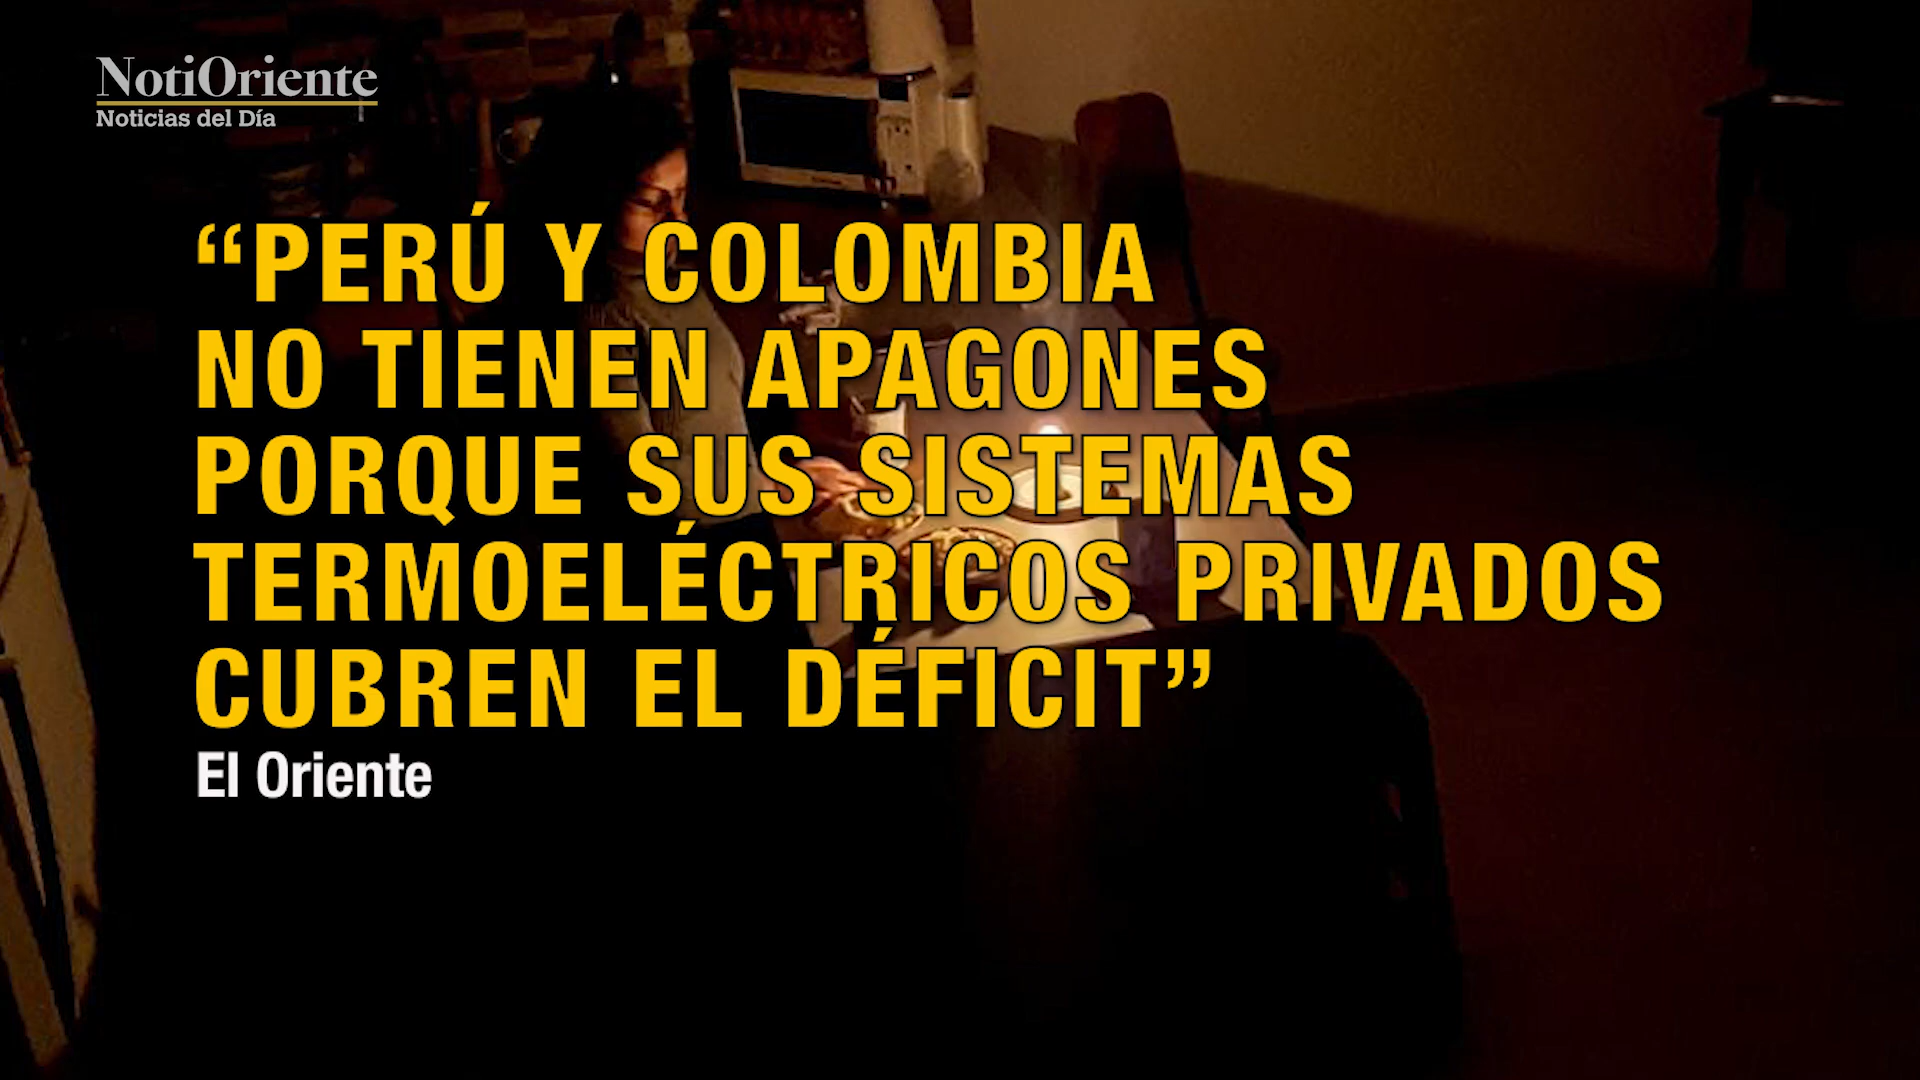 NotiOriente
Noticias del Día
“PERÚ Y COLOMBIA
NO TIENEN APAGONES
PORQUE SUS SISTEMAS
TERMOELÉCTRICOS PRIVADOS
CUBREN EL DÉFICIT”
El Oriente